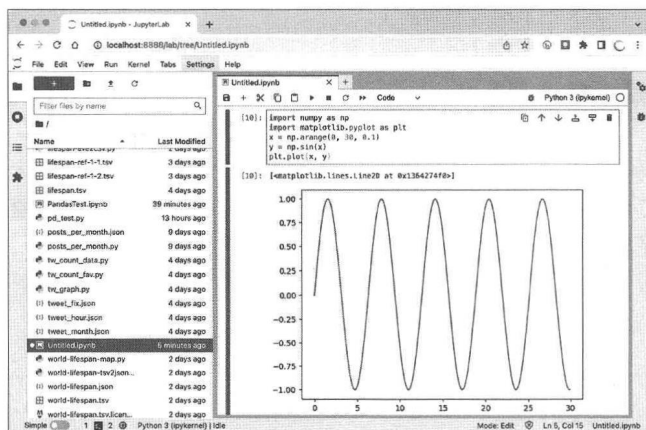 Untitled.ipynb - JupyterLab
localhost:8888/lab/tree/Untitled.ipynb
File Edit View Run Kernel Tabs Settings Help
Filter files by name
/
Name Last Modified
lifespan-ref-1-1.tsv 3 days ago
lifespan-ref-1-2.tsv 3 days ago
lifespan.tsv 4 days ago
PandasTest.ipynb 39 minutes ago
pd_test.py 13 hours ago
posts_per_month.json 9 days ago
posts_per_month.py 9 days ago
tw_count_data.py 4 days ago
tw_count_fav.py 4 days ago
tw_graph.py 4 days ago
tweet_fix.json 4 days ago
tweet_hour.json 4 days ago
tweet_month.json 4 days ago
Untitled.ipynb 5 minutes ago
world-lifespan-map.py 2 days ago
world-lifespan-tsv2json... 2 days ago
world-lifespan.json 2 days ago
world-lifespan.tsv 2 days ago
world-lifespan.tsv.licen... 2 days ago
Untitled.ipynb
Code
Python 3 (ipykernel)
[10]: import numpy as np
import matplotlib.pyplot as plt
x = np.arange(0, 30, 0.1)
y = np.sin(x)
plt.plot(x, y)
[10]: [<matplotlib.lines.Line2D at 0x1364274f0>]
1.00
0.75
0.50
0.25
0.00
−0.25
−0.50
−0.75
−1.00
0 5 10 15 20 25 30
Simple 1 2 Python 3 (ipykernel) | Idle Mode: Edit Ln 5, Col 15 Untitled.ipynb